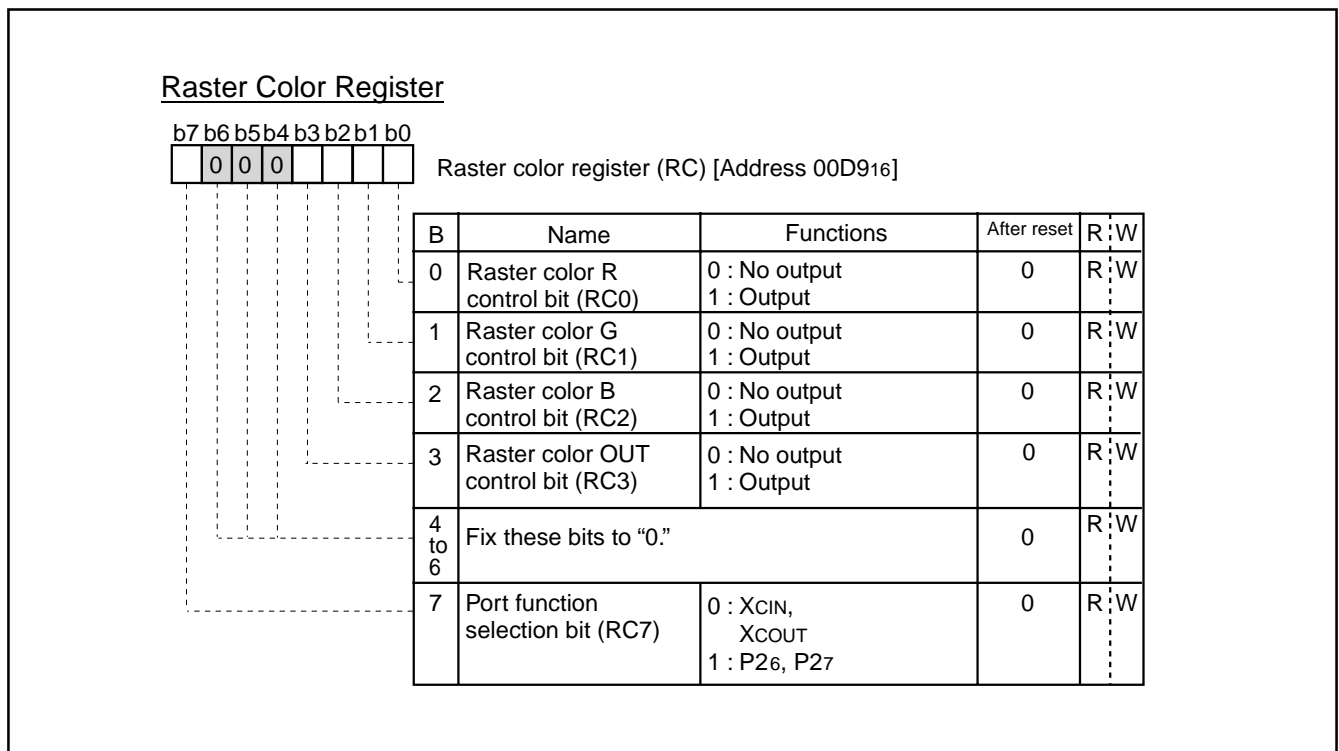 Raster Color Register
b7 b6 b5 b4 b3 b2 b1 b0
0 0 0
Raster color register (RC) [Address 00D916]
B Name Functions After reset R W
0 Raster color R 0 : No output 0 R W
control bit (RC0) 1 : Output
1 Raster color G 0 : No output 0 R W
control bit (RC1) 1 : Output
2 Raster color B 0 : No output 0 R W
control bit (RC2) 1 : Output
3 Raster color OUT 0 : No output 0 R W
control bit (RC3) 1 : Output
4 to 6 Fix these bits to “0.” 0 R W
7 Port function 0 : XCIN, 0 R W
selection bit (RC7) XCOUT
1 : P26, P27